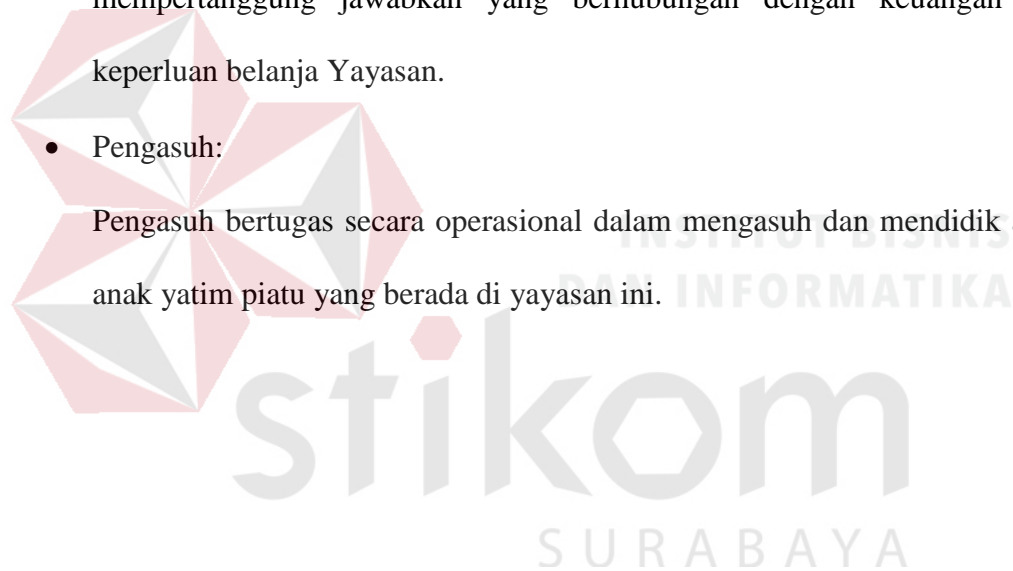 mempertanggung jawabkan yang berhubungan dengan keuangan
keperluan belanja Yayasan.
• Pengasuh:
Pengasuh bertugas secara operasional dalam mengasuh dan mendidik
anak yatim piatu yang berada di yayasan ini.
INSTITUT BISNIS
DAN INFORMATIKA
stikom
SURABAYA